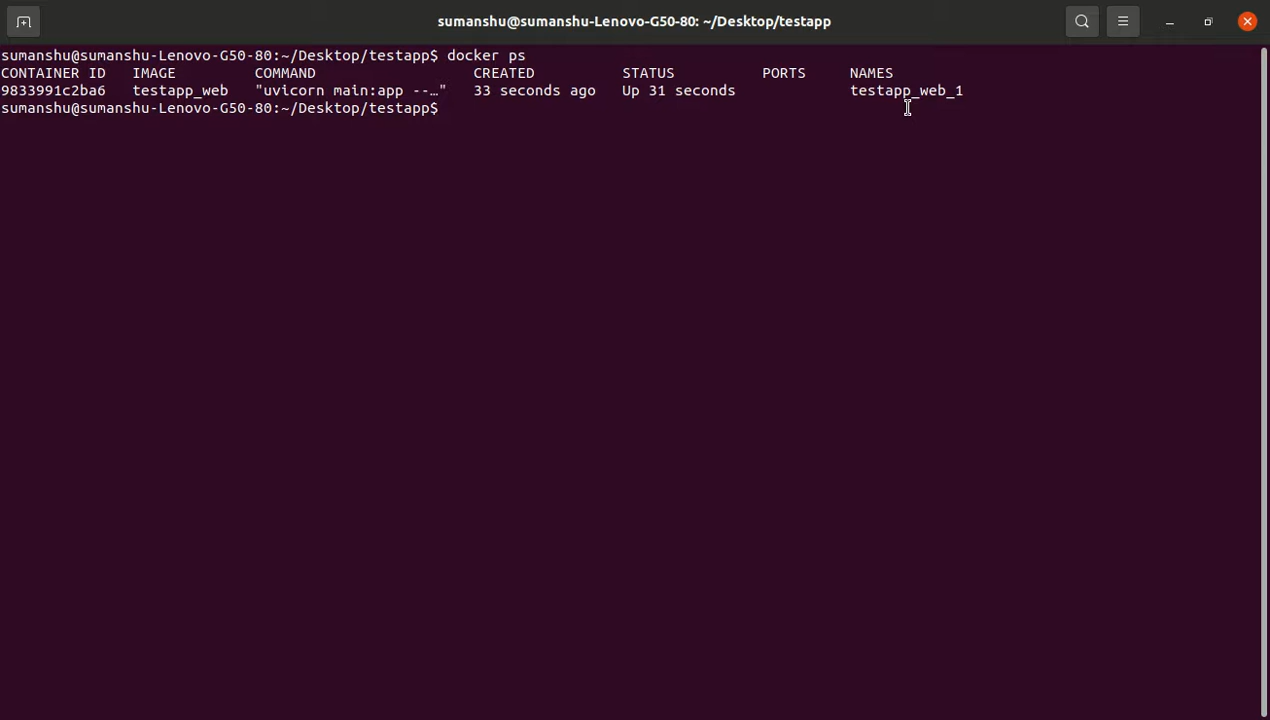 sumanshu@sumanshu-Lenovo-G50-80: ~/Desktop/testapp
sumanshu@sumanshu-Lenovo-G50-80:~/Desktop/testapp$ docker ps
CONTAINER ID   IMAGE         COMMAND                  CREATED          STATUS          PORTS     NAMES
9833991c2ba6   testapp_web   "uvicorn main:app --…"   33 seconds ago   Up 31 seconds             testapp_web_1
sumanshu@sumanshu-Lenovo-G50-80:~/Desktop/testapp$